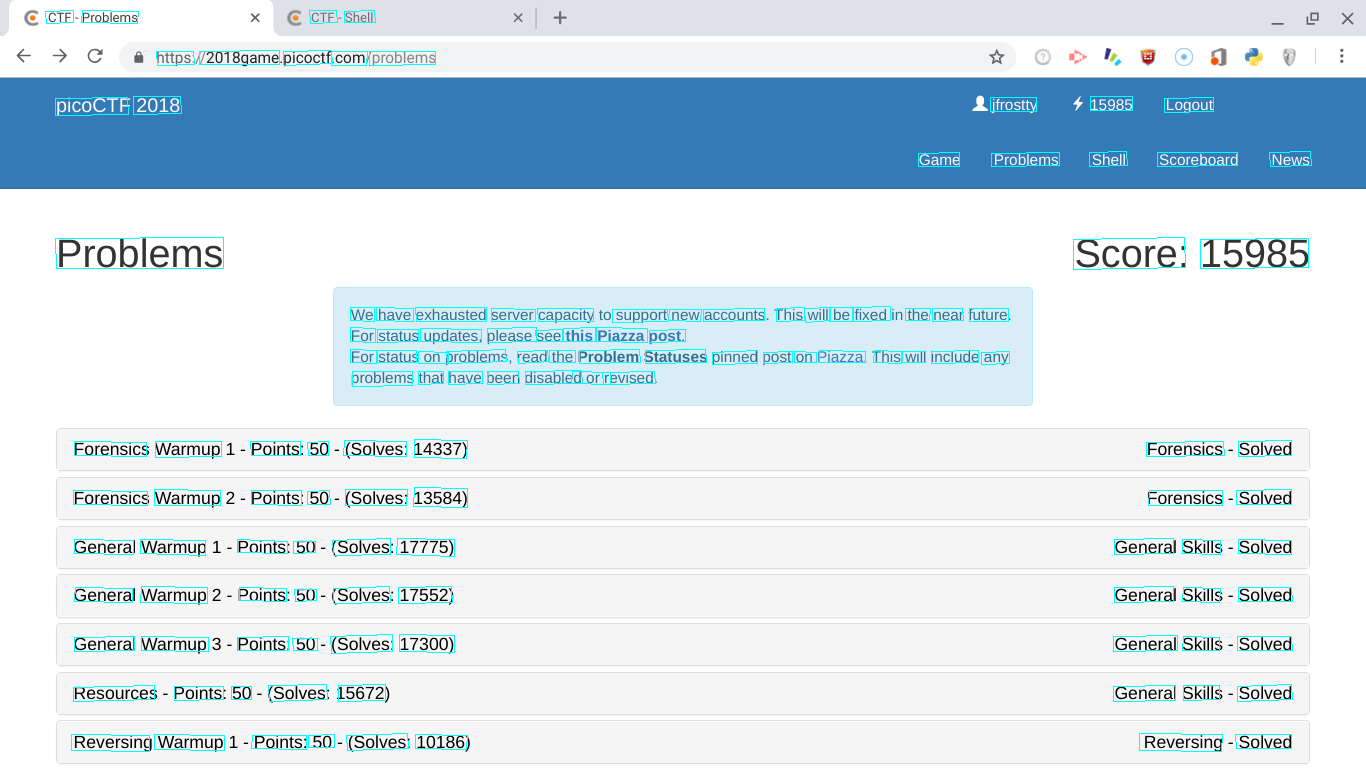 CTF - Problems
CTF - Shell
https://2018game.picoctf.com/problems
picoCTF 2018
jfrostty 15985 Logout
Game Problems Shell Scoreboard News
Problems Score: 15985
We have exhausted server capacity to support new accounts. This will be fixed in the near future.
For status updates, please see this Piazza post.
For status on problems, read the Problem Statuses pinned post on Piazza. This will include any
problems that have been disabled or revised.
Forensics Warmup 1 - Points: 50 - (Solves: 14337) Forensics - Solved
Forensics Warmup 2 - Points: 50 - (Solves: 13584) Forensics - Solved
General Warmup 1 - Points: 50 - (Solves: 17775) General Skills - Solved
General Warmup 2 - Points: 50 - (Solves: 17552) General Skills - Solved
General Warmup 3 - Points: 50 - (Solves: 17300) General Skills - Solved
Resources - Points: 50 - (Solves: 15672) General Skills - Solved
Reversing Warmup 1 - Points: 50 - (Solves: 10186) Reversing - Solved